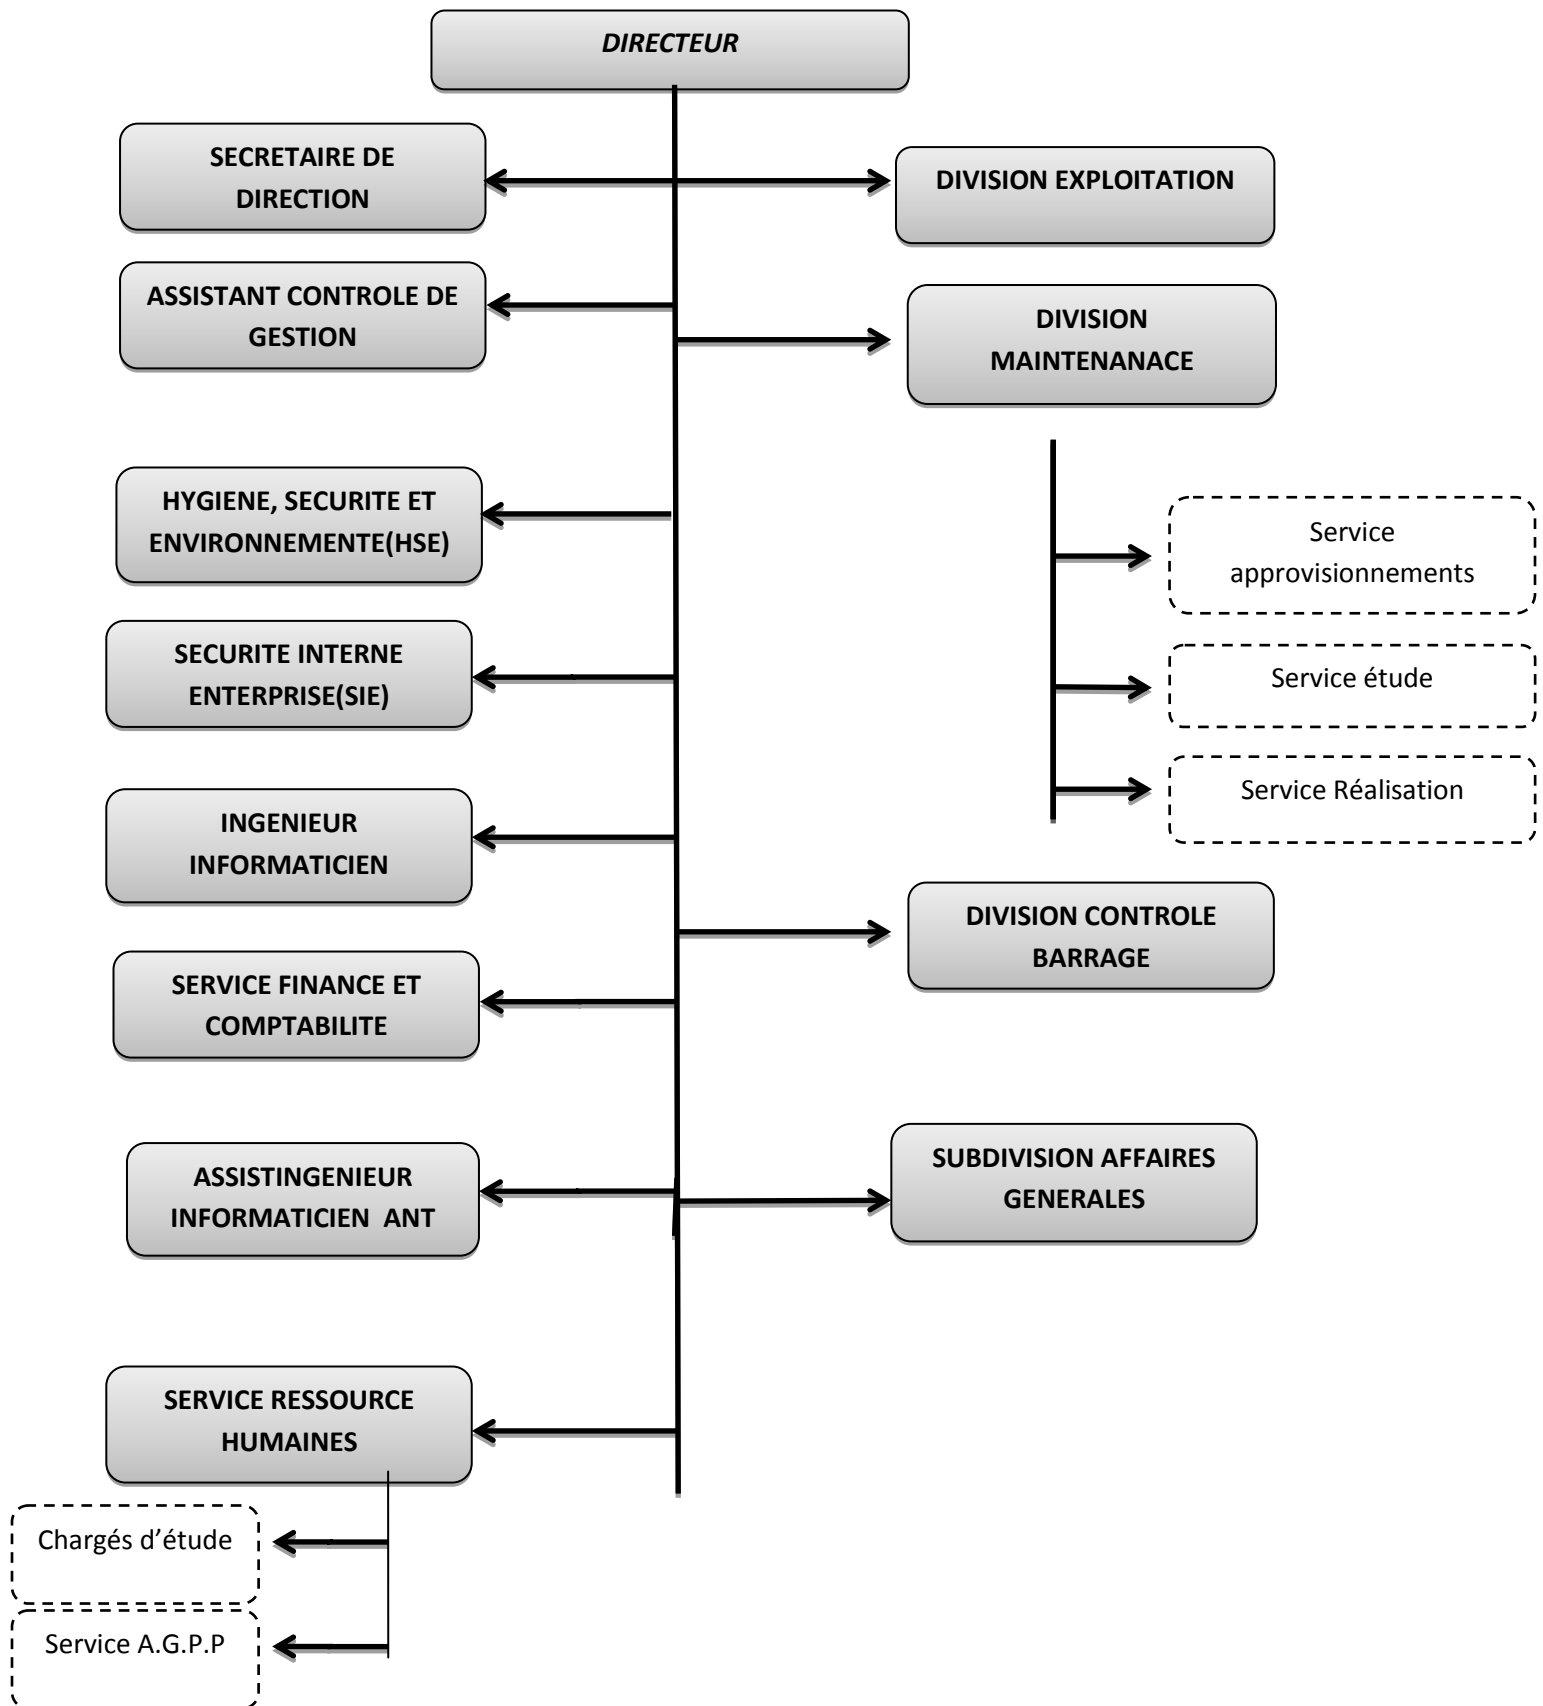 DIRECTEUR
SECRETAIRE DE
DIRECTION
DIVISION EXPLOITATION
ASSISTANT CONTROLE DE
GESTION
DIVISION
MAINTENANACE
HYGIENE, SECURITE ET
ENVIRONNEMENTE(HSE)
Service
approvisionnements
SECURITE INTERNE
ENTERPRISE(SIE)
Service étude
Service Réalisation
INGENIEUR
INFORMATICIEN
DIVISION CONTROLE
BARRAGE
SERVICE FINANCE ET
COMPTABILITE
ASSISTINGENIEUR
INFORMATICIEN  ANT
SUBDIVISION AFFAIRES
GENERALES
SERVICE RESSOURCE
HUMAINES
Chargés d’étude
Service A.G.P.P